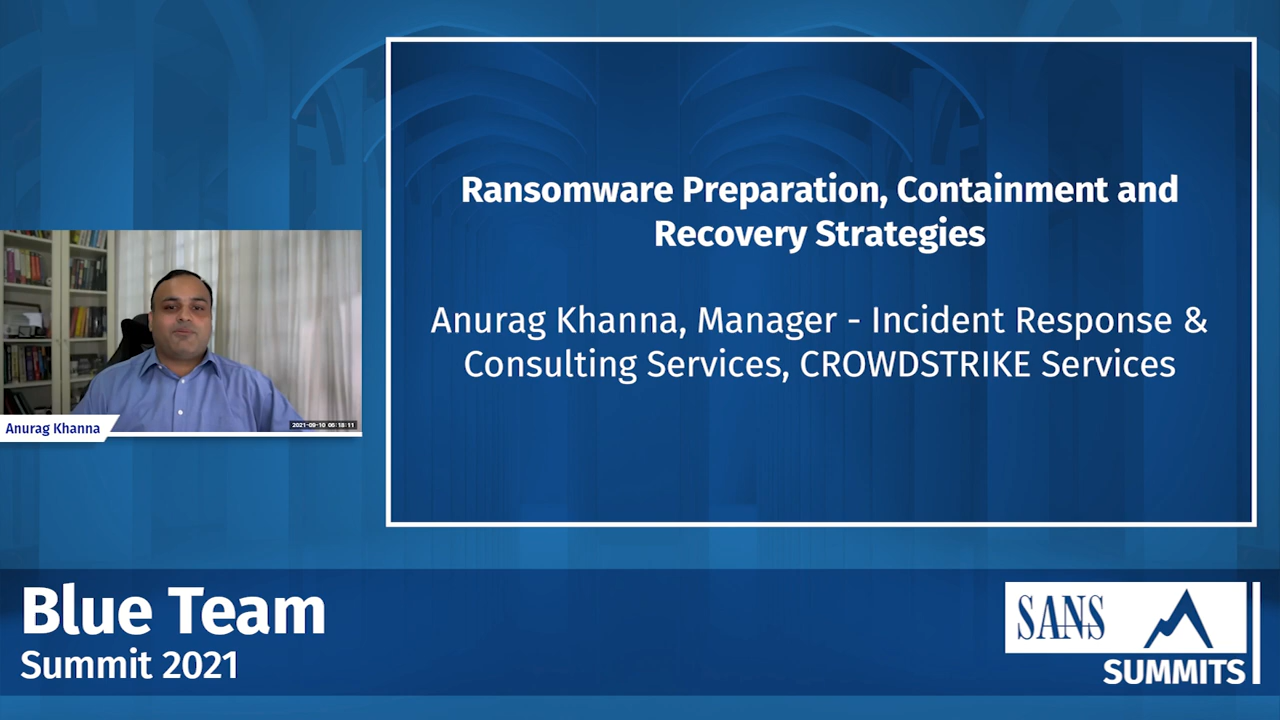 Ransomware Preparation, Containment and
Recovery Strategies
Anurag Khanna, Manager - Incident Response &
Consulting Services, CROWDSTRIKE Services
Anurag Khanna
2021-09-10 06:18:11
Blue Team
Summit 2021
SANS
SUMMITS